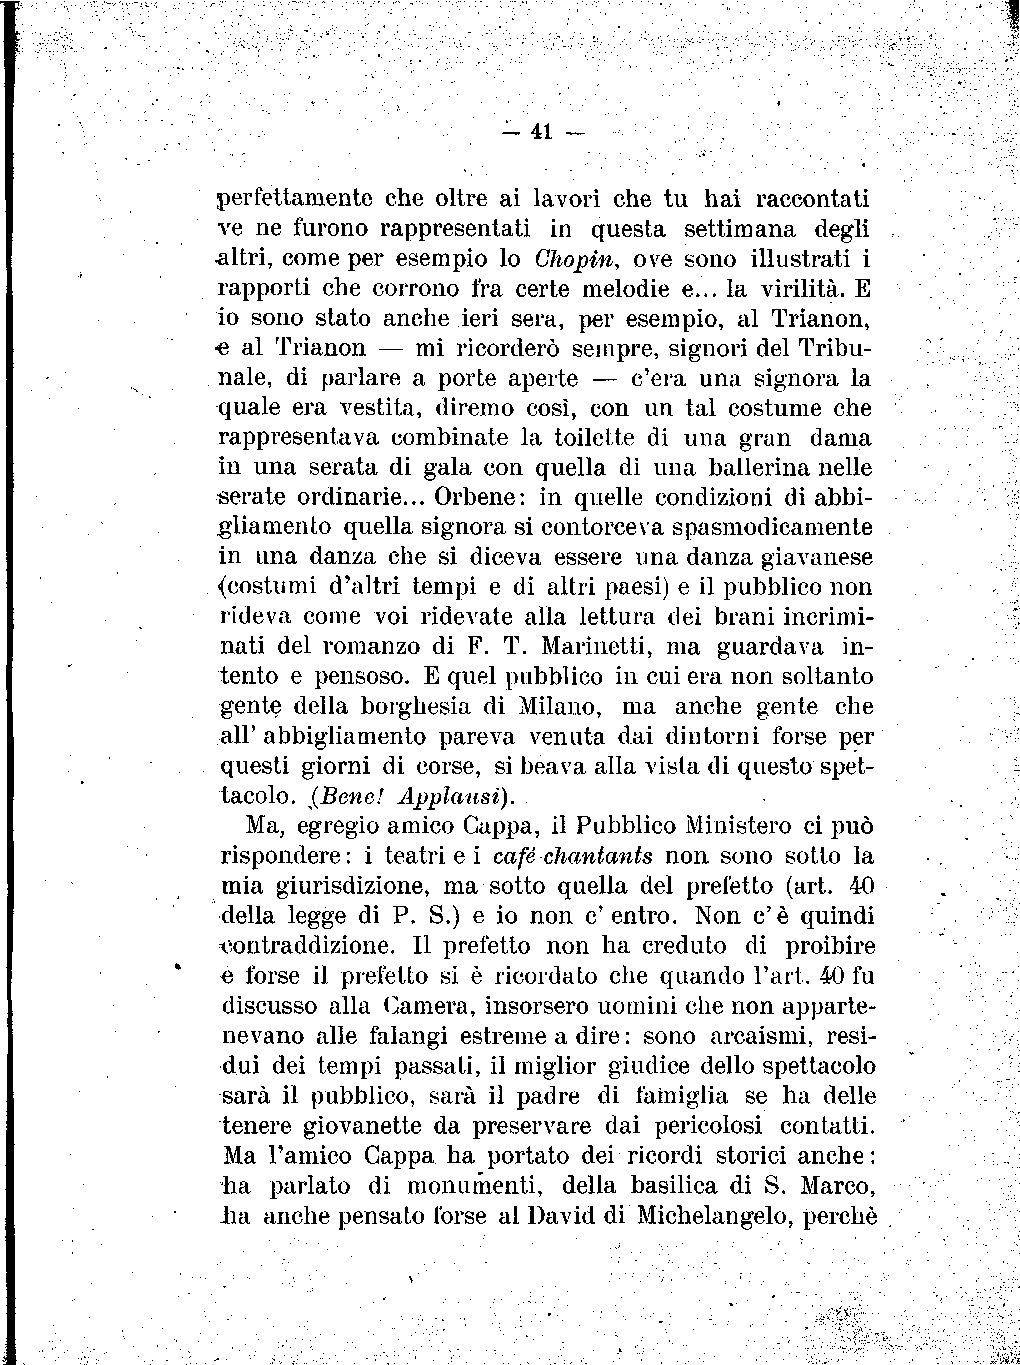 — 41 —
perfettamente che oltre ai lavori che tu hai raccontati
ve ne furono rappresentati in questa settimana degli
altri, come per esempio lo Chopin, ove sono illustrati i
rapporti che corrono fra certe melodie e... la virilità. E
io sono stato anche ieri sera, per esempio, al Trianon,
e al Trianon — mi ricorderò sempre, signori del Tribu-
nale, di parlare a porte aperte — c'era una signora la
quale era vestita, diremo così, con un tal costume che
rappresentava combinate la toilette di una gran dama
in una serata di gala con quella di una ballerina nelle
serate ordinarie... Orbene: in quelle condizioni di abbi-
gliamento quella signora si contorceva spasmodicamente
in una danza che si diceva essere una danza giavanese
(costumi d'altri tempi e di altri paesi) e il pubblico non
rideva come voi ridevate alla lettura dei brani incrimi-
nati del romanzo di F. T. Marinetti, ma guardava in-
tento e pensoso. E quel pubblico in cui era non soltanto
gente della borghesia di Milano, ma anche gente che
all' abbigliamento pareva venuta dai dintorni forse per
questi giorni di corse, si beava alla vista di questo spet-
tacolo. (Bene! Applausi).
Ma, egregio amico Cappa, il Pubblico Ministero ci può
rispondere: i teatri e i café-chantants non sono sotto la
mia giurisdizione, ma sotto quella del prefetto (art. 40
della legge di P. S.) e io non c' entro. Non c'è quindi
contraddizione. Il prefetto non ha creduto di proibire
e forse il prefetto si è ricordato che quando l'art. 40 fu
discusso alla Camera, insorsero uomini che non apparte-
nevano alle falangi estreme a dire: sono arcaismi, resi-
dui dei tempi passati, il miglior giudice dello spettacolo
sarà il pubblico, sarà il padre di famiglia se ha delle
tenere giovanette da preservare dai pericolosi contatti.
Ma l'amico Cappa ha portato dei ricordi storici anche:
ha parlato di monumenti, della basilica di S. Marco,
ha anche pensato forse al David di Michelangelo, perchè